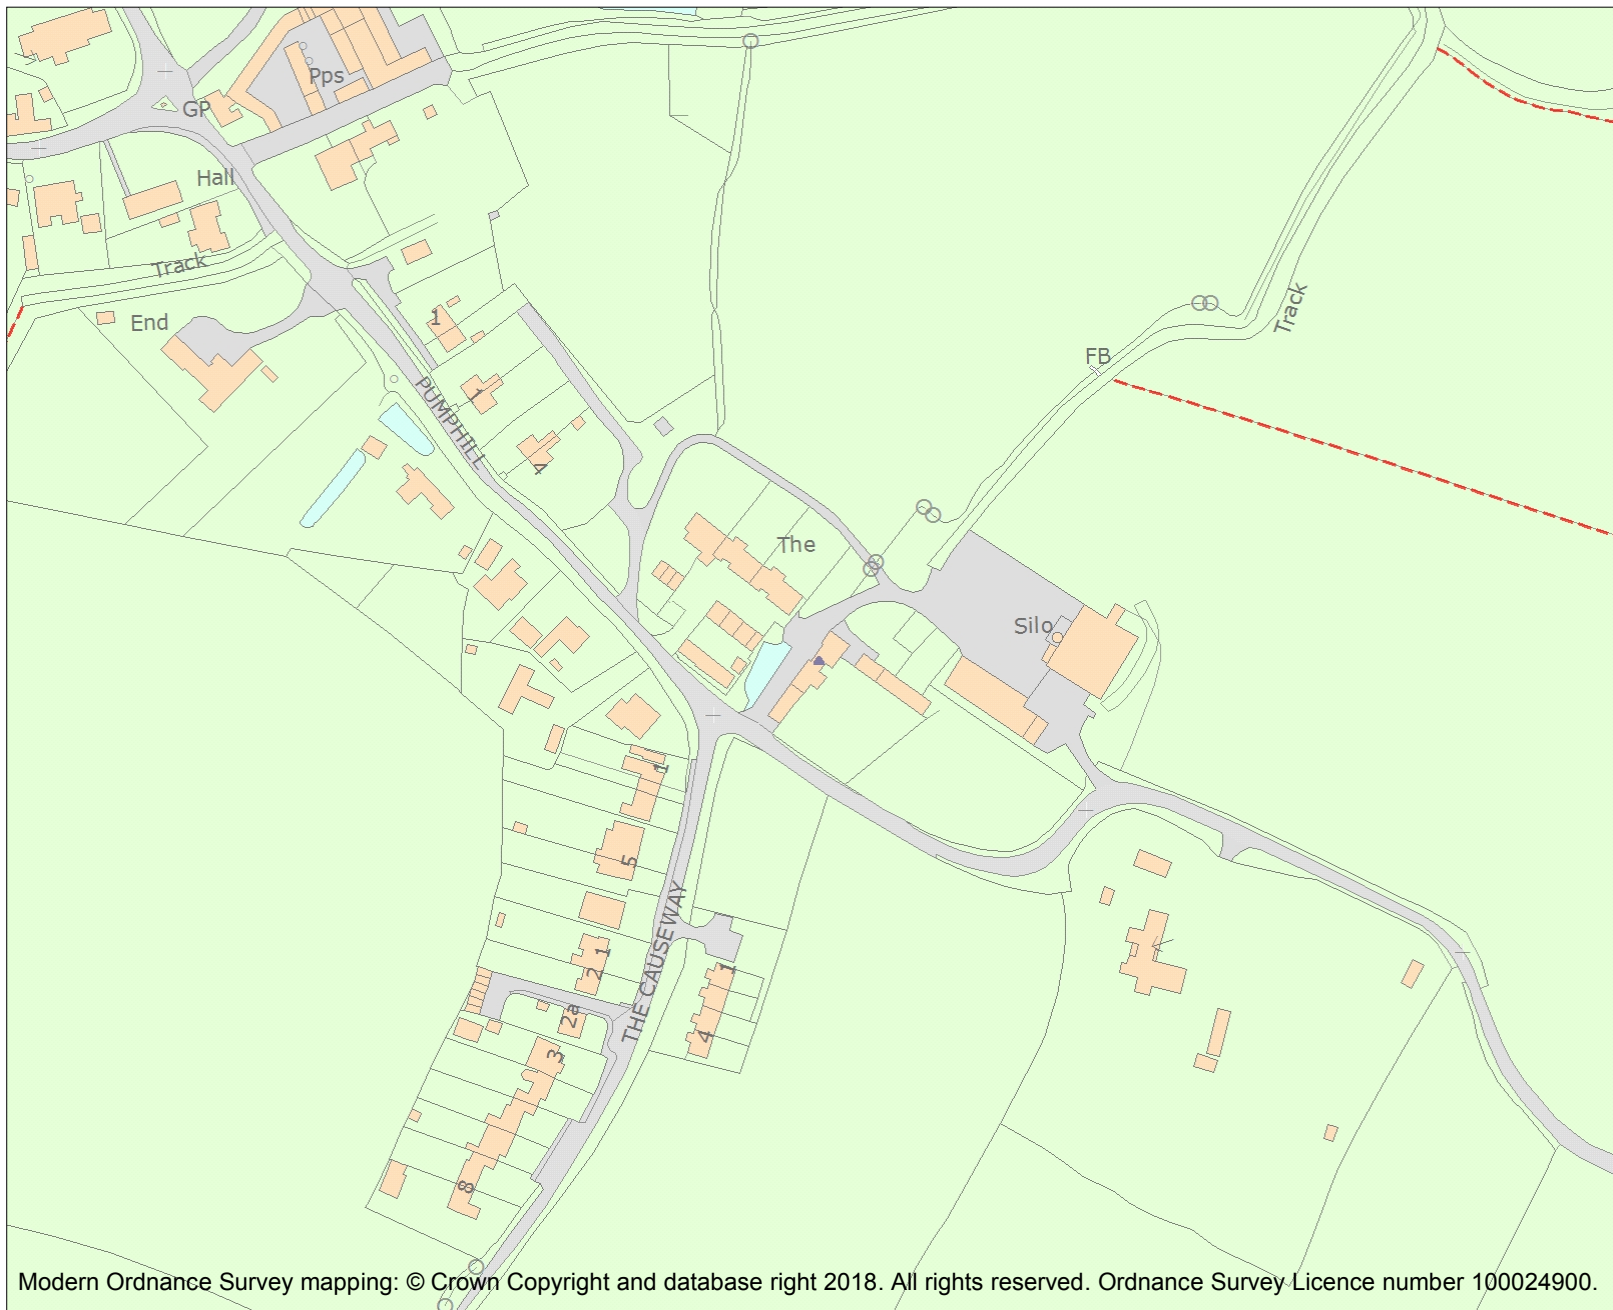 Pps
GP
Hall
Track
End
1
PUMPHILL
1
4
FB
Track
The
Silo
1
5
THE CAUSEWAY
1
2
1
2a
4
3
8
Modern Ordnance Survey mapping: © Crown Copyright and database right 2018. All rights reserved. Ordnance Survey Licence number 100024900.